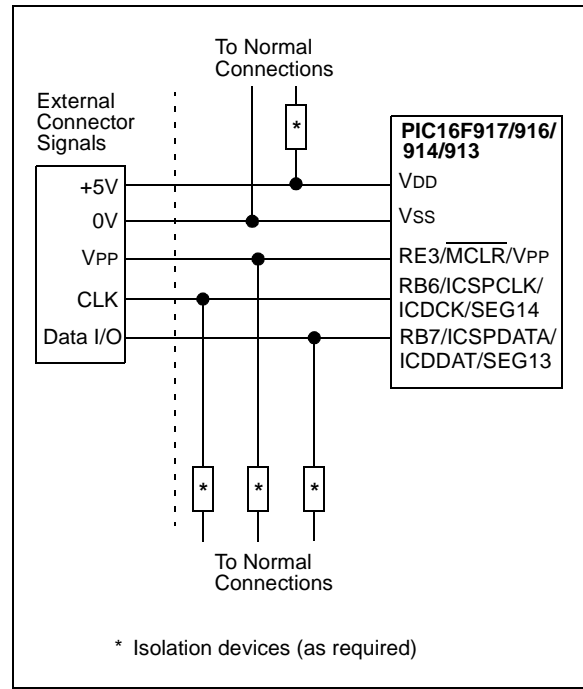 To Normal
Connections
External
Connector
Signals
*
PIC16F917/916/
914/913
+5V
VDD
0V
VSS
VPP
RE3/MCLR/VPP
CLK
RB6/ICSPCLK/
ICDCK/SEG14
Data I/O
RB7/ICSPDATA/
ICDDAT/SEG13
* * *
To Normal
Connections
* Isolation devices (as required)